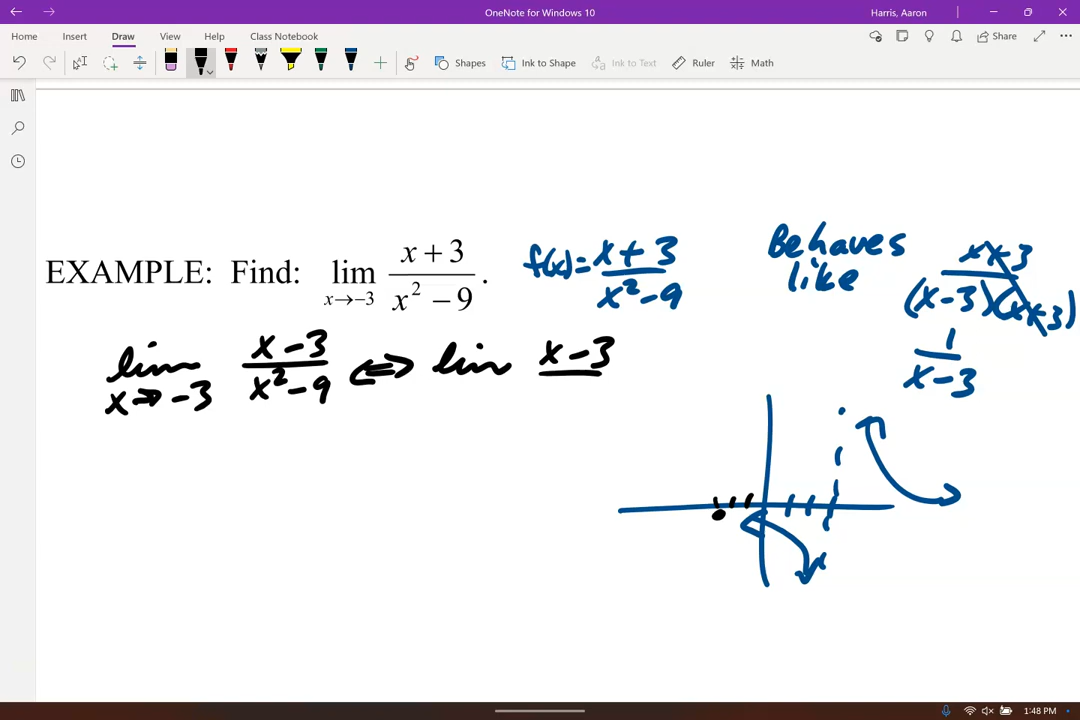 OneNote for Windows 10
Harris, Aaron
Home Insert Draw View Help Class Notebook
Share
Shapes Ink to Shape Ink to Text Ruler Math
EXAMPLE: Find: lim x→-3 (x + 3)/(x² - 9) .
f(x) = (x + 3)/(x² - 9)
Behaves
like
x+3/(x-3)(x+3)
1/(x-3)
lim x→-3 (x-3)/(x²-9) ⟺ lim x-3
1:48 PM